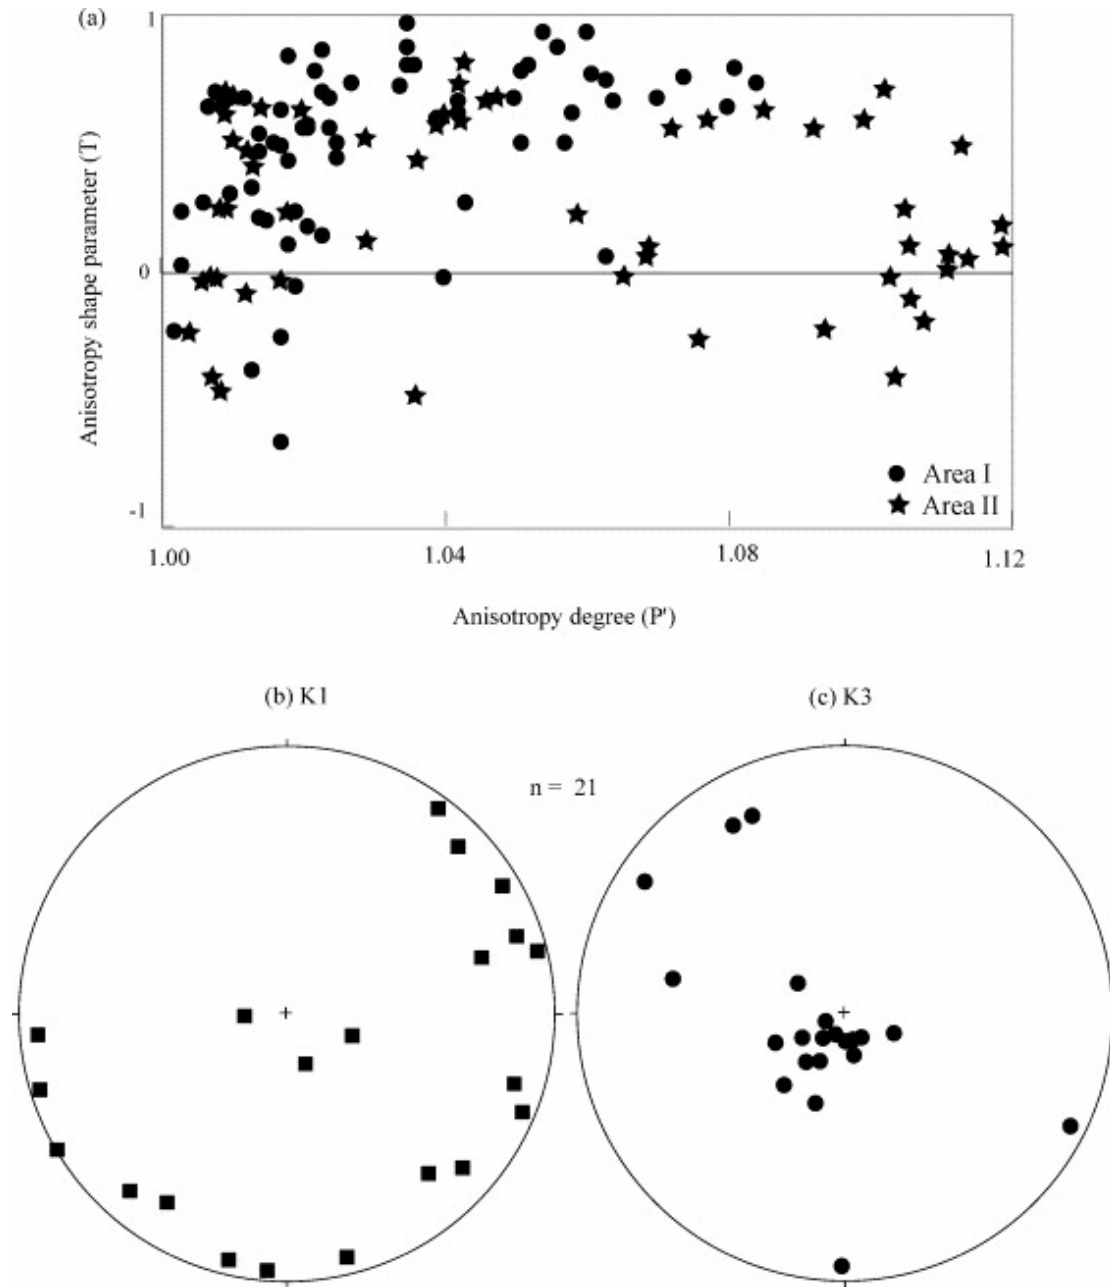 (a)
1
0
-1
Anisotropy shape parameter (T)
Area I
Area II
1.00
1.04
1.08
1.12
Anisotropy degree (P')
(b) K1
(c) K3
n = 21